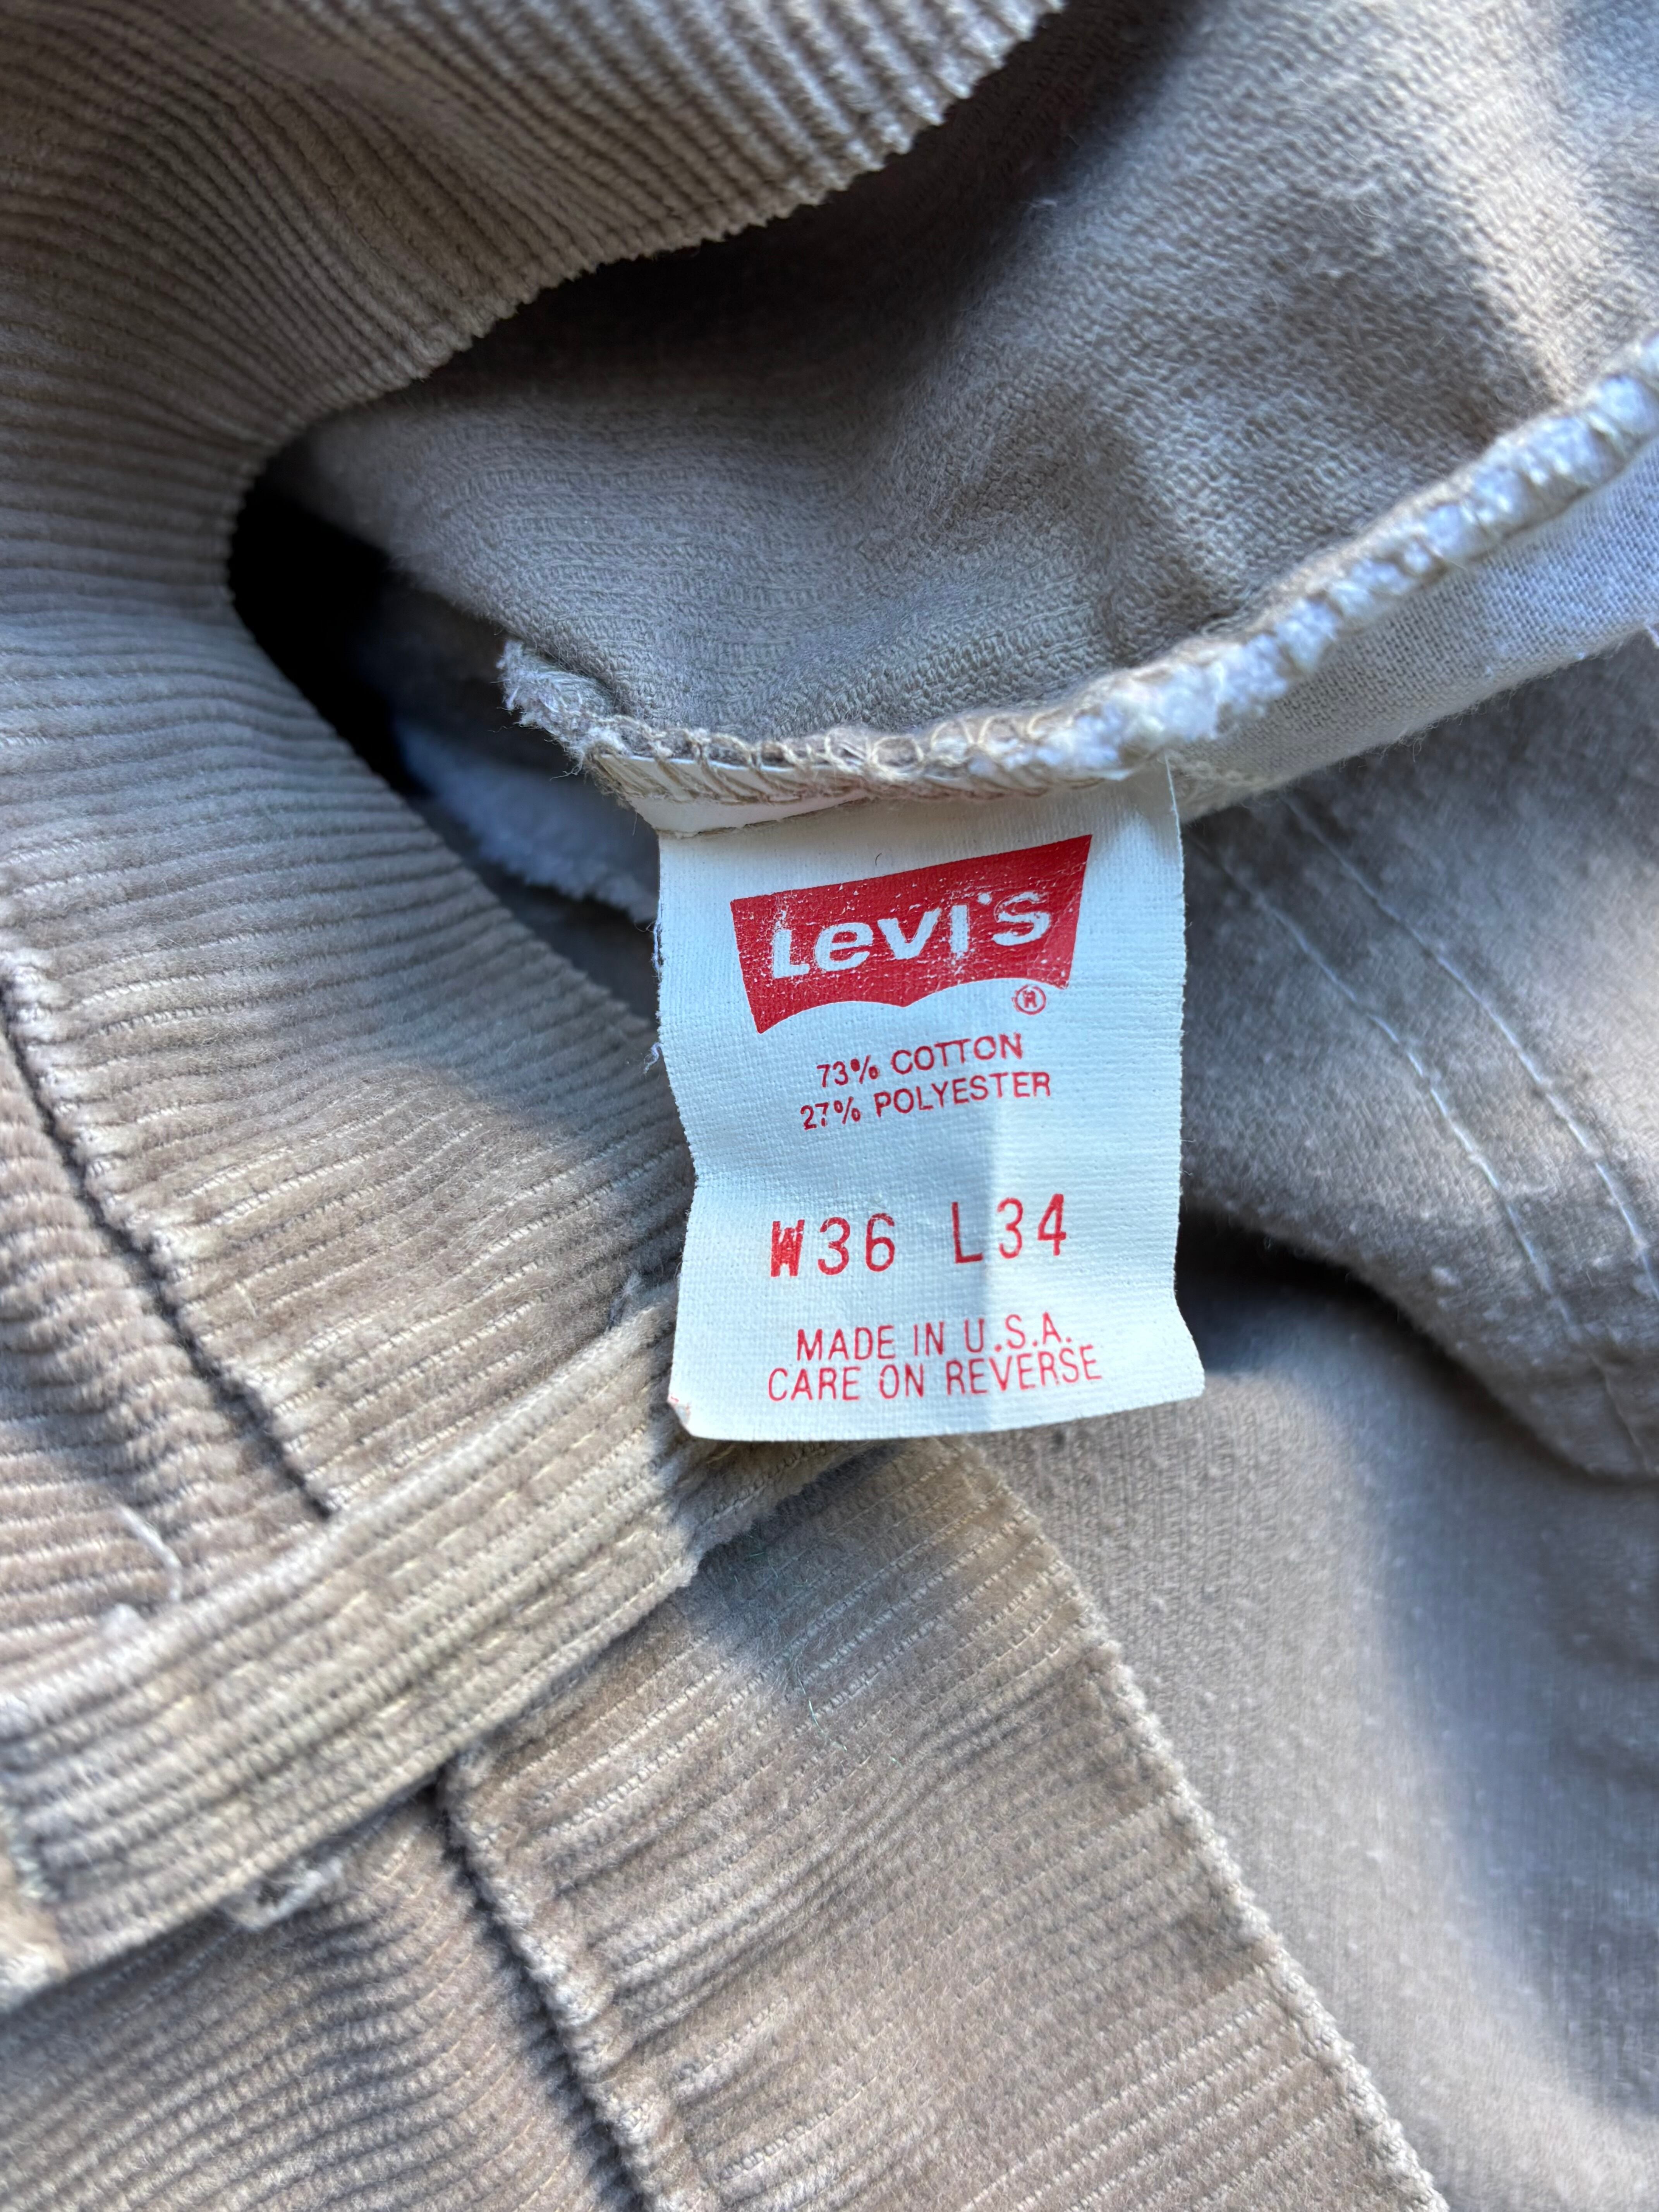 Levi's
®
73% COTTON
27% POLYESTER
W36 L34
MADE IN U.S.A.
CARE ON REVERSE